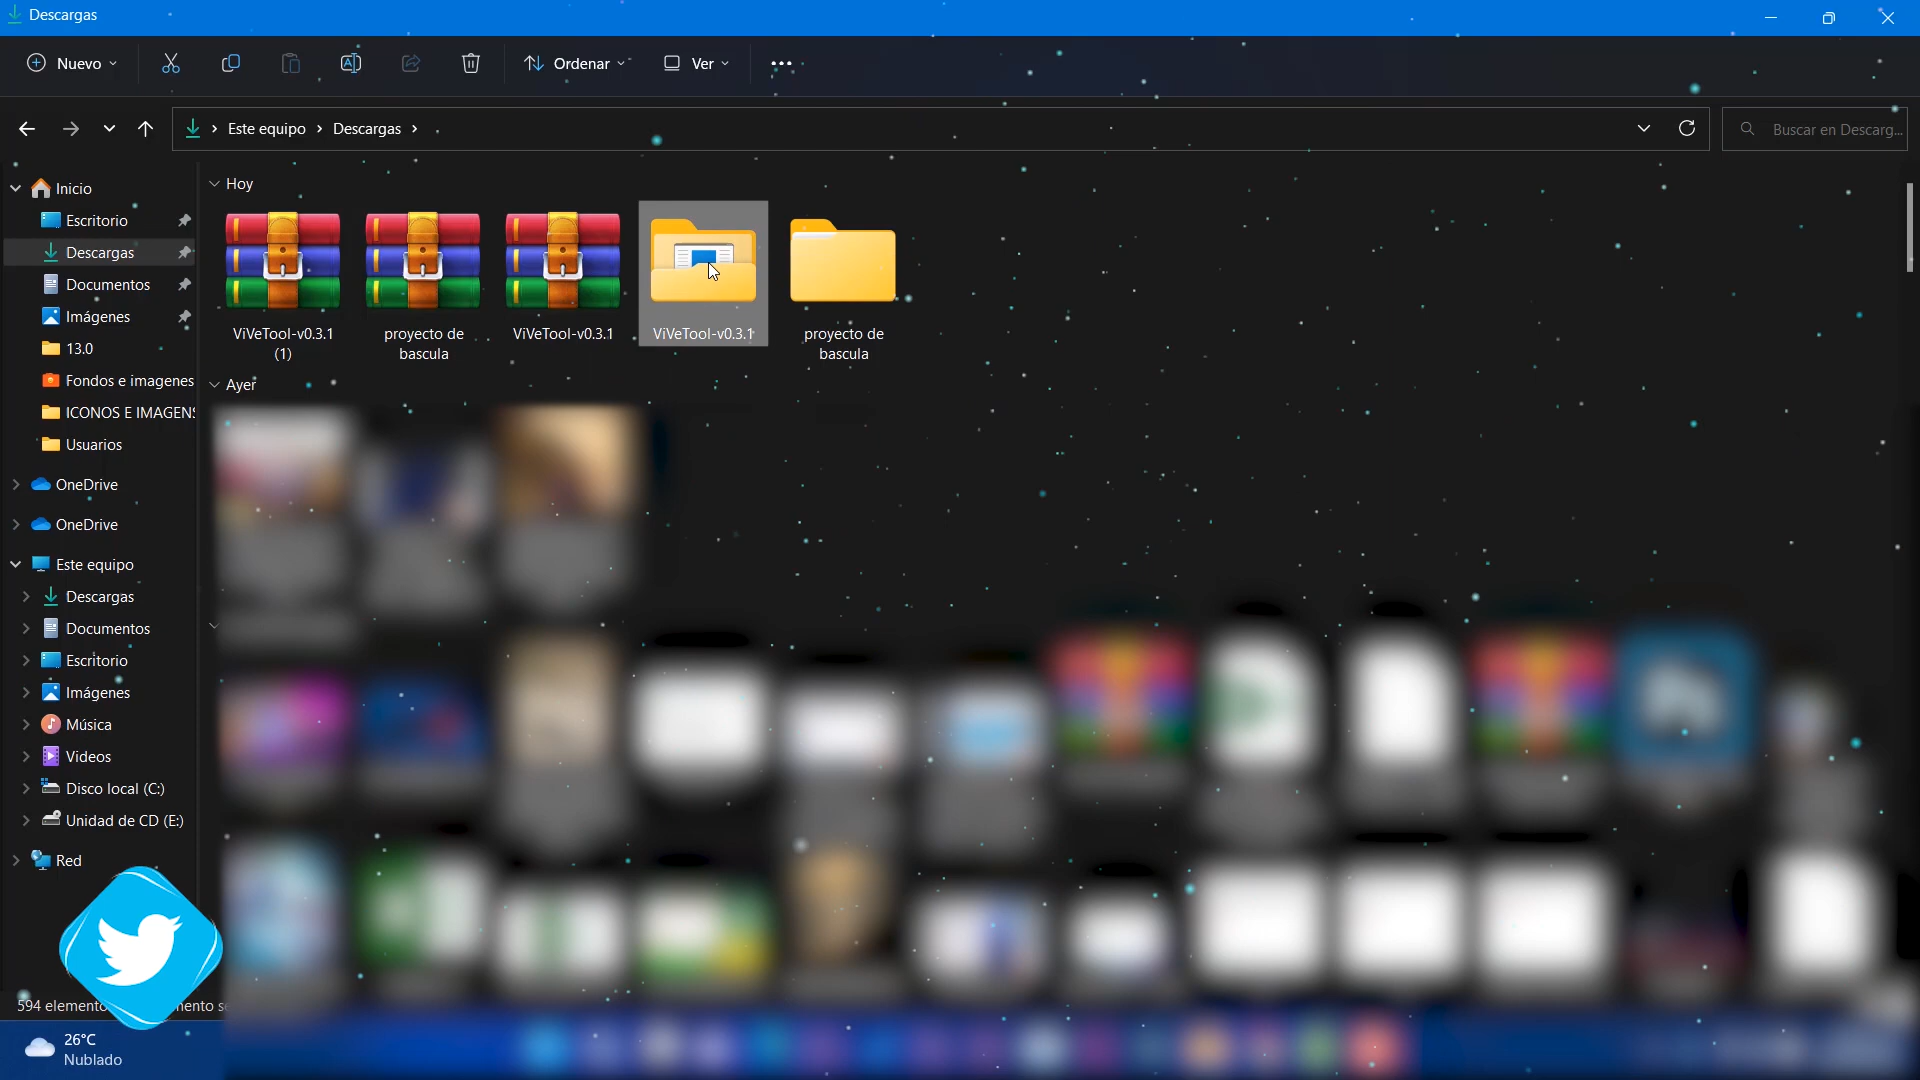 Descargas
Nuevo
Ordenar
Ver
Este equipo
Descargas
Buscar en Descarg...
Inicio
Escritorio
Descargas
Documentos
Imágenes
13.0
Fondos e imagenes
ICONOS E IMAGEN
Usuarios
OneDrive
OneDrive
Este equipo
Descargas
Documentos
Escritorio
Imágenes
Música
Videos
Disco local (C:)
Unidad de CD (E:)
Red
Hoy
ViVeTool-v0.3.1
(1)
proyecto de
bascula
ViVeTool-v0.3.1
ViVeTool-v0.3.1
proyecto de
bascula
Ayer
594
26°C
Nublado